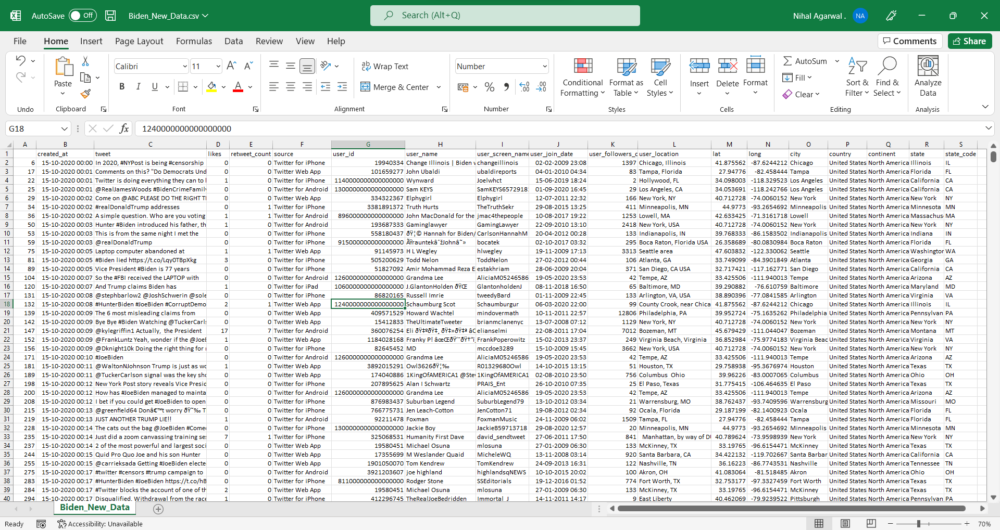 AutoSave Off Biden_New_Data.csv Search (Alt+Q) Nihal Agarwal . NA
File Home Insert Page Layout Formulas Data Review View Help Comments Share
Calibri 11 Wrap Text Number AutoSum
Paste B I U Merge & Center Conditional Formatting Format as Table Cell Styles Insert Delete Format Fill Clear Sort & Filter Find & Select Analyze Data
Undo Clipboard Font Alignment Number Styles Cells Editing Analysis
G18 fx 1240000000000000000
A B C D E F G H I J K L M N O P Q R S
1 created_at tweet likes retweet_count source user_id user_name user_screen_name user_join_date user_followers_c user_location lat long city country continent state state_code
2 6 15-10-2020 00:00 In 2020, #NYPost is being #censorship 0 0 Twitter for iPhone 19940334 Change Illinois | Biden changeillinois 02-02-2009 23:08 1397 Chicago, Illinois 41.875562 -87.6244212 Chicago United States North America Illinois IL
3 17 15-10-2020 00:01 Comments on this? "Do Democrats Und 0 0 Twitter Web App 101659277 John Ubaldi ubaldireports 04-01-2010 04:34 83 Tampa, Florida 27.94776 -82.458444 Tampa United States North America Florida FL
4 22 15-10-2020 00:01 Twitter is doing everything they can to 1 0 Twitter for iPhone 1140000000000000000 Wynward Joelwhct 15-06-2019 18:24 2 Hollywood, FL 34.098003 -118.329523 Los Angeles United States North America California CA
5 25 15-10-2020 00:01 @RealJamesWoods #BidenCrimeFamily 0 0 Twitter for Android 1300000000000000000 Sam KEYS SamKEYS6572918 01-09-2020 16:45 29 Los Angeles, CA 34.053691 -118.242766 Los Angeles United States North America California CA
6 29 15-10-2020 00:02 Come on @ABC PLEASE DO THE RIGHT TI 0 0 Twitter Web App 334322367 Elphygirl Elphygirl 12-07-2011 22:32 166 New York, NY 40.712728 -74.0060152 New York United States North America New York NY
7 34 15-10-2020 00:02 #realDonaldTrump addresses 0 1 Twitter for iPhone 3381891372 Truth Hurts TheTruthSekr 29-08-2015 13:25 411 Minneapolis, MN 44.9773 -93.2654692 Minneapolis United States North America Minnesota MN
8 36 15-10-2020 00:02 A simple question. Who are you voting 1 1 Twitter for Android 896000000000000000 John MacDonald for the jmac4thepeople 10-08-2017 19:22 1253 Lowell, MA 42.633425 -71.3161718 Lowell United States North America Massachus MA
9 50 15-10-2020 00:03 Hunter #Biden introduced his father, th 1 0 Twitter for Android 193687333 Gaminglawyer GamingLawyer 22-09-2010 13:10 2418 New York, USA 40.712728 -74.0060152 New York United States North America New York NY
10 53 15-10-2020 00:03 This is from the same night I met the 0 0 Twitter for iPhone 558180437 ðŸ¦© Hannah for Biden/ CarlsonHannahM 20-04-2012 00:28 133 Indianapolis, IN 39.768333 -86.1583502 Indianapolis United States North America Indiana IN
11 59 15-10-2020 00:03 @realDonaldTrump 0 0 Twitter for iPhone 915000000000000000 ÃŸrauntekâˆžJohnâ˜» bocatek 02-10-2017 03:32 295 Boca Raton, Florida USA 26.358689 -80.0830984 Boca Raton United States North America Florida FL
12 75 15-10-2020 00:05 Laptop computer abandoned at 1 1 Twitter Web App 91145973 H L Wegley hlwegley 19-11-2009 17:13 3313 Seattle area 47.603832 -122.330062 Seattle United States North America Washington WA
13 81 15-10-2020 00:05 #Biden lied https://t.co/Lqy0TBpXkg 3 0 Twitter for iPhone 505200629 Todd Nelon ToddNelon 27-02-2012 00:44 106 Atlanta, GA 33.749099 -84.3901849 Atlanta United States North America Georgia GA
14 89 15-10-2020 00:05 Vice President #Biden is 77 years 0 0 Twitter for iPhone 51827092 Amir Mohammad Reza E estakhriam 28-06-2009 20:04 371 San Diego, CA USA 32.717421 -117.162771 San Diego United States North America California CA
15 104 15-10-2020 00:07 So the #FBI received the LAPTOP with 0 0 Twitter for Android 1260000000000000000 Grandma Lee AliciaM05246586 19-05-2020 23:53 42 Tempe, AZ 33.425506 -111.940013 Tempe United States North America Arizona AZ
16 120 15-10-2020 00:07 And Trump claims Biden has 1 0 Twitter for iPad 1060000000000000000 J.GlantonHolden ðŸŒ GlantonholdenJ 08-11-2018 16:50 65 Baltimore, MD 39.290882 -76.610759 Baltimore United States North America Maryland MD
17 131 15-10-2020 00:08 @stephbarlow2 @JoshSchwerin @sole 0 0 Twitter for iPhone 86820165 Russell Imrie tweedyBard 01-11-2009 22:45 133 Arlington, VA, USA 38.890396 -77.0841585 Arlington United States North America Virginia VA
18 132 15-10-2020 00:08 #HunterBiden #JoeBiden #CorruptDemo 2 1 Twitter Web App 1240000000000000000 Schaumburg Scot Schaumburgur 06-03-2020 22:00 99 County Crook, near Chica 41.875562 -87.6244212 Chicago United States North America Illinois IL
19 139 15-10-2020 00:09 The 6 most misleading claims from 0 0 Twitter Web App 409571529 Howard Wachtel mindovermath 10-11-2011 22:57 12806 Philadelphia, PA 39.952724 -75.1635262 Philadelphia United States North America Pennsylvan PA
20 142 15-10-2020 00:09 Bye Bye #Biden Watching @TuckerCarls 0 0 Twitter Web App 15412833 TheUltimateTweeter brianmclanenyc 13-07-2008 07:12 1129 New York, NY 40.712728 -74.0060152 New York United States North America New York NY
21 147 15-10-2020 00:09 @kylegriffin1 Actually, the President 17 7 Twitter for Android 360076254 Eli elianselmi 22-08-2011 17:04 7012 Bozeman, MT 45.679429 -111.044047 Bozeman United States North America Montana MT
22 152 15-10-2020 00:09 @FrankLuntz Yeah, wonder if the @JoeB 1 0 Twitter Web App 1184028168 Franky P! FrankPoperowitz 15-02-2013 23:37 249 Virginia Beach, Virginia 36.852984 -75.9774183 Virginia Beac United States North America Virginia VA
23 156 15-10-2020 00:09 @Dknight10k Doing the right thing for 0 0 Twitter for iPhone 82645452 MD mccdoe3289 15-10-2009 15:45 3662 New York, USA 40.712728 -74.0060152 New York United States North America New York NY
24 171 15-10-2020 00:10 #JoeBiden 0 0 Twitter for Android 1260000000000000000 Grandma Lee AliciaM05246586 19-05-2020 23:53 42 Tempe, AZ 33.425506 -111.940013 Tempe United States North America Arizona AZ
25 181 15-10-2020 00:11 @WaltonNJohnson Trump is just as wo 1 0 Twitter Web App 3892015291 Owl3626ðŸ¦‰ R01329680Owl 14-10-2015 13:15 51 Houston, TX 29.758938 -95.3676974 Houston United States North America Texas TX
26 189 15-10-2020 00:11 @TuckerCarlson signal was the key sho 0 0 Twitter Web App 174040886 1KingOfAMERICA1 @Stev 1KingOfAMERICA1 02-08-2010 23:50 756 Columbus Ohio 39.96226 -83.0007065 Columbus United States North America Ohio OH
27 198 15-10-2020 00:12 New York Post story reveals Vice Presid 0 0 Twitter for iPhone 207895625 Alan I Schwartz PRAIS_Ent 26-10-2010 07:35 25 El Paso, Texas 31.775415 -106.464635 El Paso United States North America Texas TX
28 200 15-10-2020 00:12 How has #JoeBiden managed to mainta 0 0 Twitter for Android 1260000000000000000 Grandma Lee AliciaM05246586 19-05-2020 23:53 42 Tempe, AZ 33.425506 -111.940013 Tempe United States North America Arizona AZ
29 208 15-10-2020 00:12 I bet if you could get #JoeBiden to open 0 0 Twitter for iPhone 876983437 Suburban Legend SuburbLegend79 13-10-2012 03:34 21 Warrensburg, MO 38.762437 -93.7409596 Warrensburg United States North America Missouri MO
30 215 15-10-2020 00:13 @greenfield64 Donâ€™t worry ðŸ˜‰ T 0 0 Twitter for iPhone 766775731 Jen Leach-Cotton JenCotton71 19-08-2012 02:34 92 Ocala, Florida 29.187199 -82.1400923 Ocala United States North America Florida FL
31 219 15-10-2020 00:13 JUST ANOTHER TRUMP LIE!! 1 0 Twitter for Android 92211478 Foxman FoxmanMusic 24-11-2009 06:02 1509 Tampa, FL 27.94776 -82.458444 Tampa United States North America Florida FL
32 228 15-10-2020 00:14 The cats out the bag @JoeBiden #Come 0 0 Twitter for iPhone 1300000000000000000 Jackie Boy JackieB59713718 29-08-2020 12:57 20 Minneapolis, MN 44.9773 -93.2654692 Minneapolis United States North America Minnesota MN
33 235 15-10-2020 00:14 Just did a zoom canvassing training ses 7 1 Twitter for iPhone 325068531 Humanity First Dave david_sendtweet 27-06-2011 17:50 841 Manhattan, by way of DU 40.789624 -73.9598939 New York United States North America New York NY
34 237 15-10-2020 00:14 2 of the most powerful and largest soci 0 0 Twitter Web App 19580451 Michael Osuna mlosuna 27-01-2009 06:30 133 McKinney, TX 33.19765 -96.6154471 McKinney United States North America Texas TX
35 244 15-10-2020 00:15 Quid Pro Quo Joe and his son Hunter 0 0 Twitter Web App 17355699 M Weslander Quaid MicheleWQ 13-11-2008 03:14 920 Santa Barbara, CA 34.422132 -119.702667 Santa Barbar United States North America California CA
36 255 15-10-2020 00:15 @carrieksada Getting #JoeBiden electe 0 0 Twitter Web App 1901050070 Tom Kendrew TomKendrew 24-09-2013 16:31 122 Nashville, TN 36.16223 -86.7743531 Nashville United States North America Tennessee TN
37 275 15-10-2020 00:17 #twitter #censors #trump campaign to 0 0 Twitter for Android 3921203607 joe highland highlandsqNEWS 10-10-2015 20:02 100 Akron, OH 41.083064 -81.518485 Akron United States North America Ohio OH
38 283 15-10-2020 00:17 #HunterBiden #JoeBiden https://t.co/hB 0 0 Twitter for iPhone 811000000000000000 Rodger Stone SSEditorials 19-12-2016 01:52 774 Fort Worth, TX 32.753177 -97.3327459 Fort Worth United States North America Texas TX
39 284 15-10-2020 00:17 #Twitter blocks the account of one of th 2 0 Twitter Web App 19580451 Michael Osuna mlosuna 27-01-2009 06:30 133 McKinney, TX 33.19765 -96.6154471 McKinney United States North America Texas TX
40 294 15-10-2020 00:17 Disqualified. Withdrawal from the race 1 0 Twitter for iPhone 412296745 TheRealJoeBedridden Immortal_J 14-11-2011 14:17 9 East Liberty 40.462069 -79.9239522 Pittsburgh United States North America Pennsylvan PA
Biden_New_Data
Ready Accessibility: Unavailable 70%